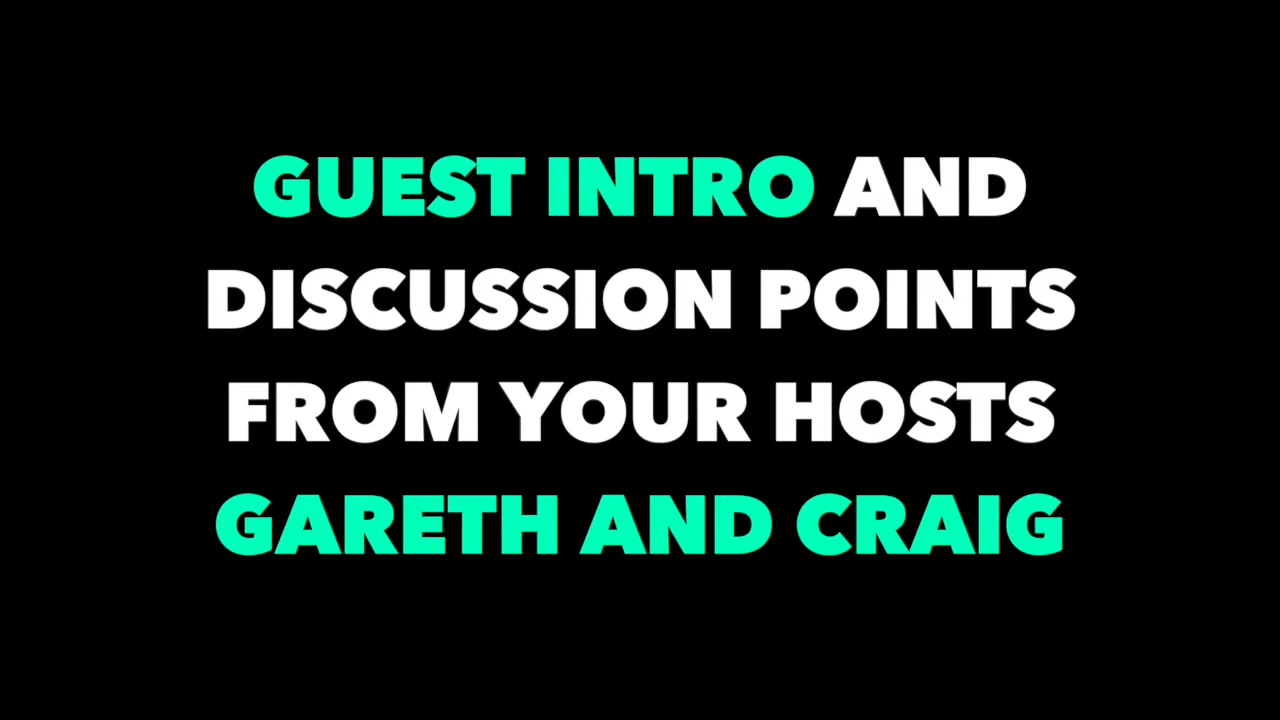 GUEST INTRO AND
DISCUSSION POINTS
FROM YOUR HOSTS
GARETH AND CRAIG